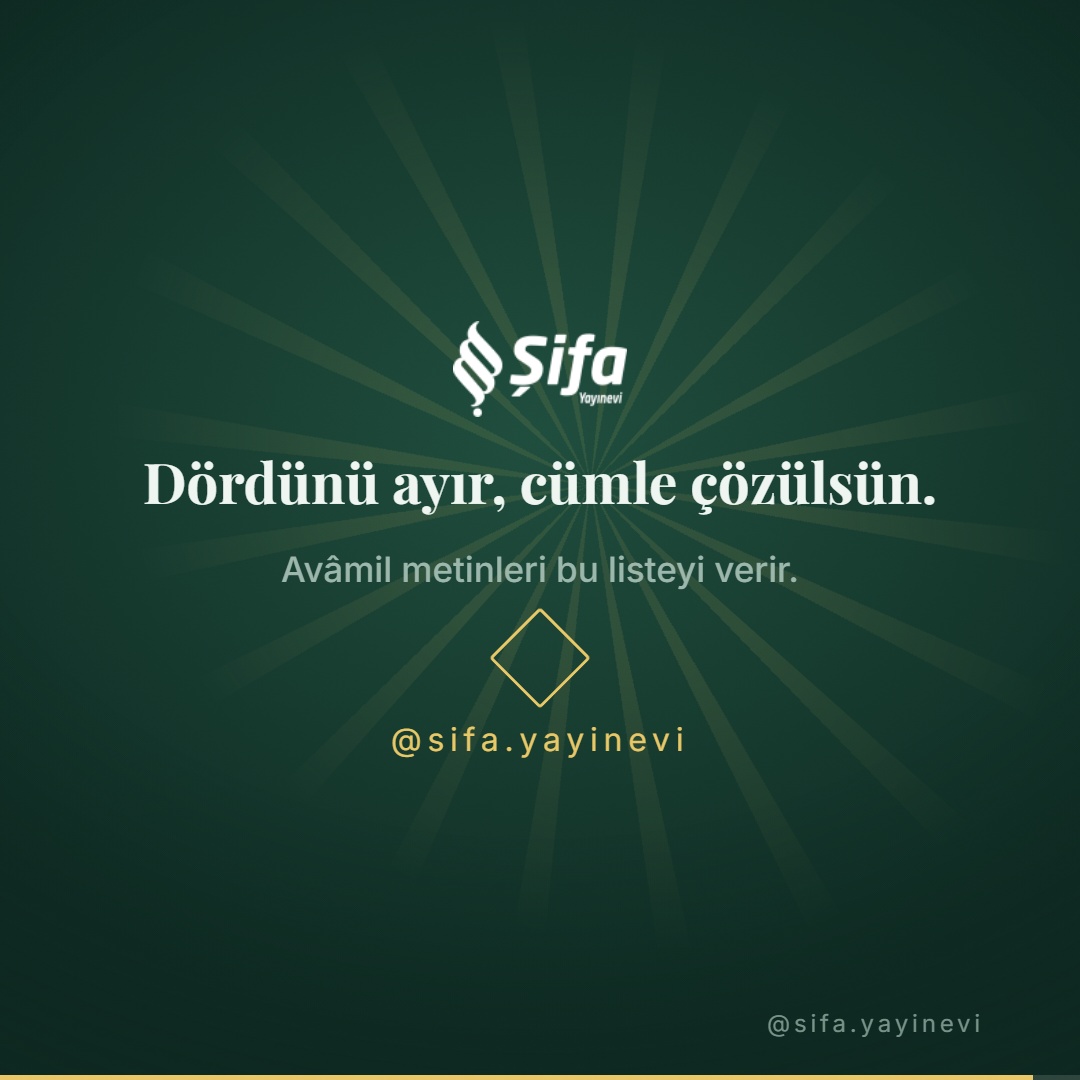 Şifa
Yayınevi
Dördünü ayır, cümle çözülsün.
Avâmil metinleri bu listeyi verir.
@sifa.yayinevi
@sifa.yayinevi